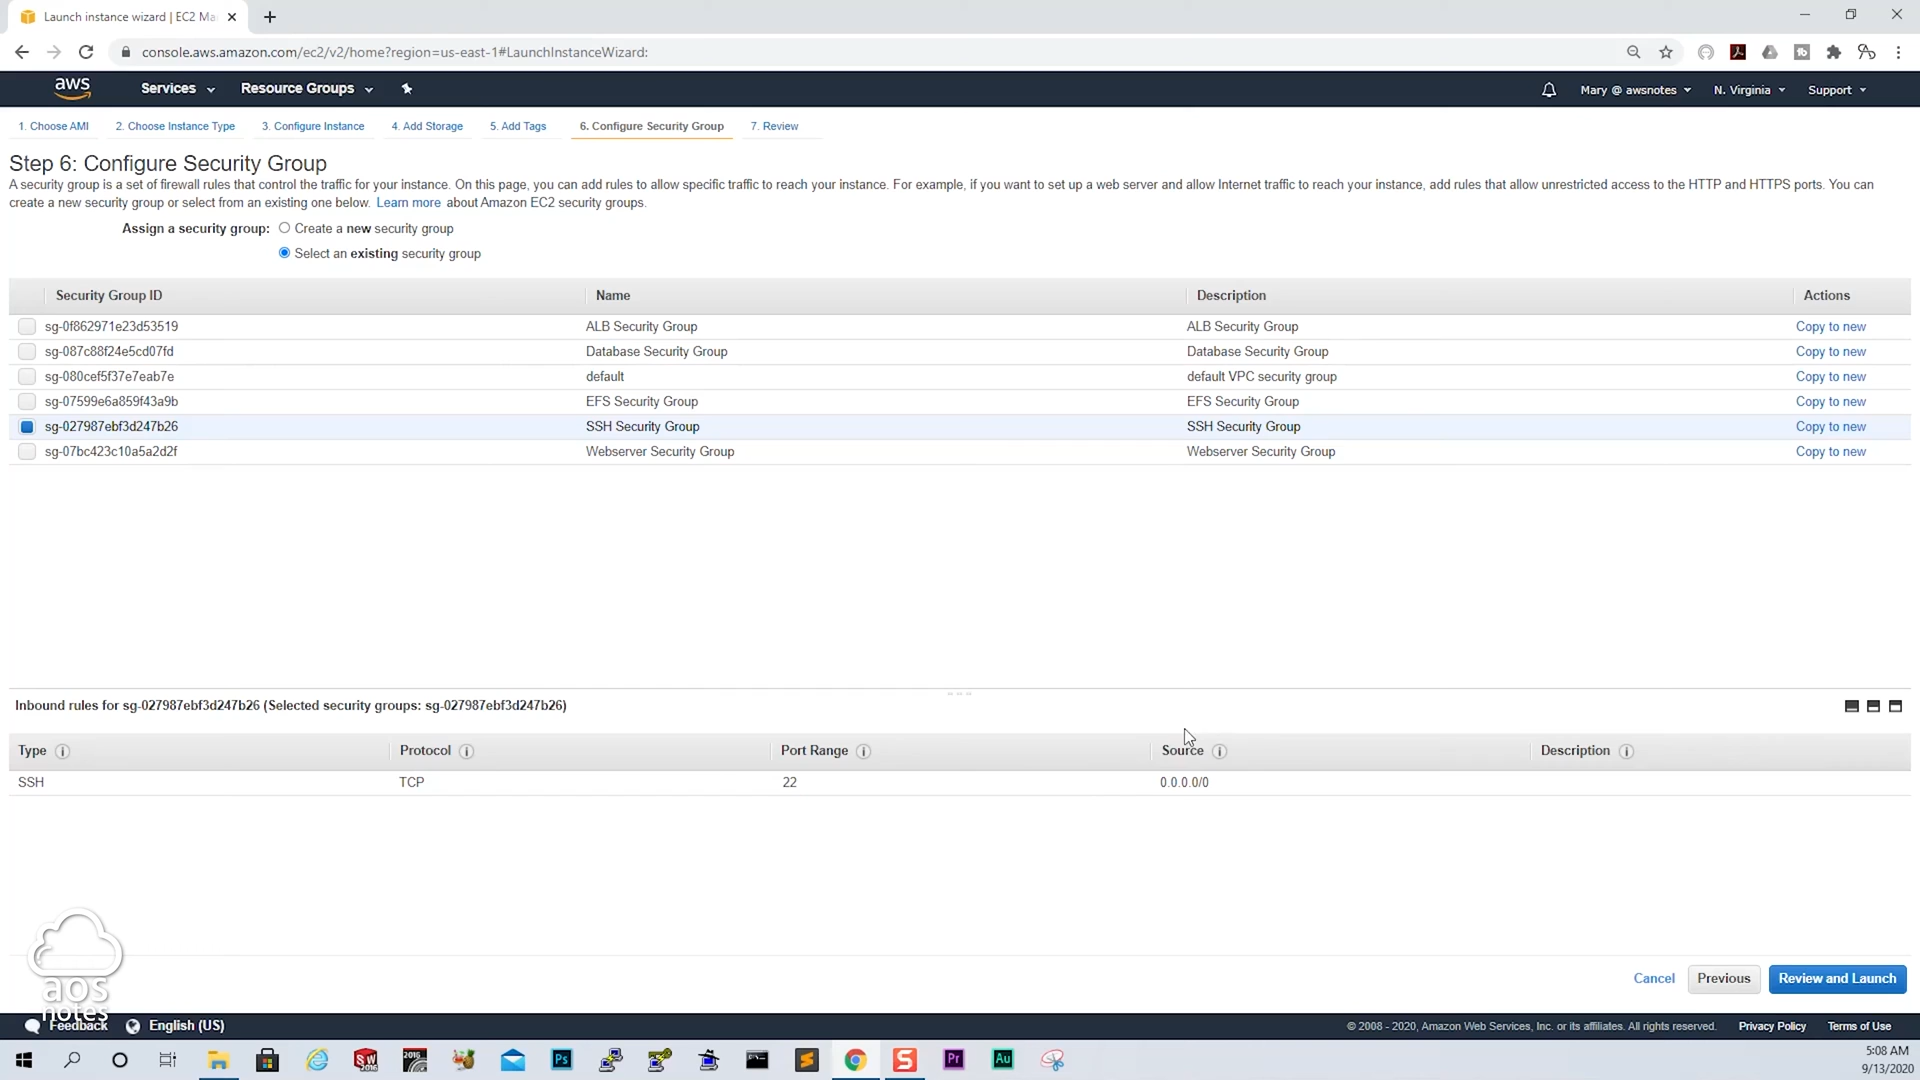 Launch instance wizard | EC2 Ma
console.aws.amazon.com/ec2/v2/home?region=us-east-1#LaunchInstanceWizard:
aws Services Resource Groups Mary @ awsnotes N. Virginia Support
1. Choose AMI 2. Choose Instance Type 3. Configure Instance 4. Add Storage 5. Add Tags 6. Configure Security Group 7. Review
Step 6: Configure Security Group
A security group is a set of firewall rules that control the traffic for your instance. On this page, you can add rules to allow specific traffic to reach your instance. For example, if you want to set up a web server and allow Internet traffic to reach your instance, add rules that allow unrestricted access to the HTTP and HTTPS ports. You can
create a new security group or select from an existing one below. Learn more about Amazon EC2 security groups.
Assign a security group: Create a new security group
Select an existing security group
Security Group ID Name Description Actions
sg-0f862971e23d53519 ALB Security Group ALB Security Group Copy to new
sg-087c88f24e5cd07fd Database Security Group Database Security Group Copy to new
sg-080cef5f37e7eab7e default default VPC security group Copy to new
sg-07599e6a859f43a9b EFS Security Group EFS Security Group Copy to new
sg-027987ebf3d247b26 SSH Security Group SSH Security Group Copy to new
sg-07bc423c10a5a2d2f Webserver Security Group Webserver Security Group Copy to new
Inbound rules for sg-027987ebf3d247b26 (Selected security groups: sg-027987ebf3d247b26)
Type Protocol Port Range Source Description
SSH TCP 22 0.0.0.0/0
aos
notes
Cancel Previous Review and Launch
Feedback English (US) © 2008 - 2020, Amazon Web Services, Inc. or its affiliates. All rights reserved. Privacy Policy Terms of Use
SW 2016 2016 Ps S Pr Au
5:08 AM
9/13/2020